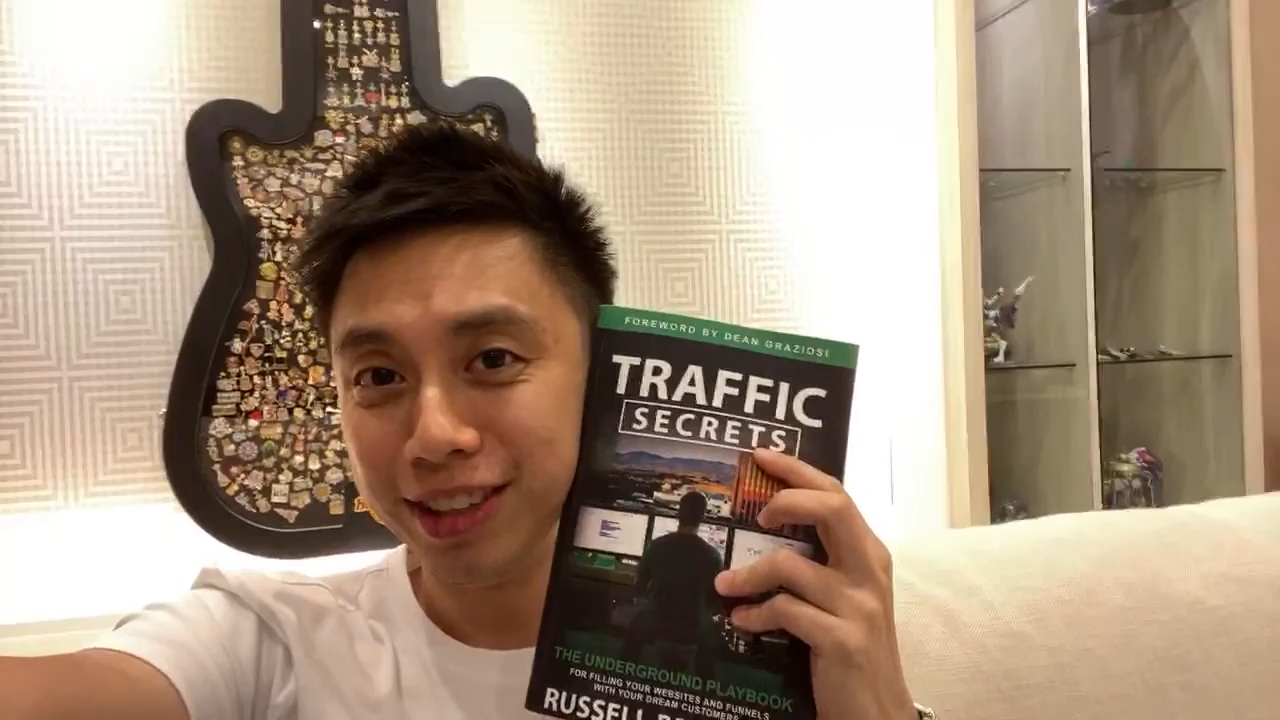 FOREWORD BY DEAN GRAZIOSI
TRAFFIC
SECRETS
THE UNDERGROUND PLAYBOOK
FOR FILLING YOUR WEBSITES AND FUNNELS
WITH YOUR DREAM CUSTOMERS
RUSSELL